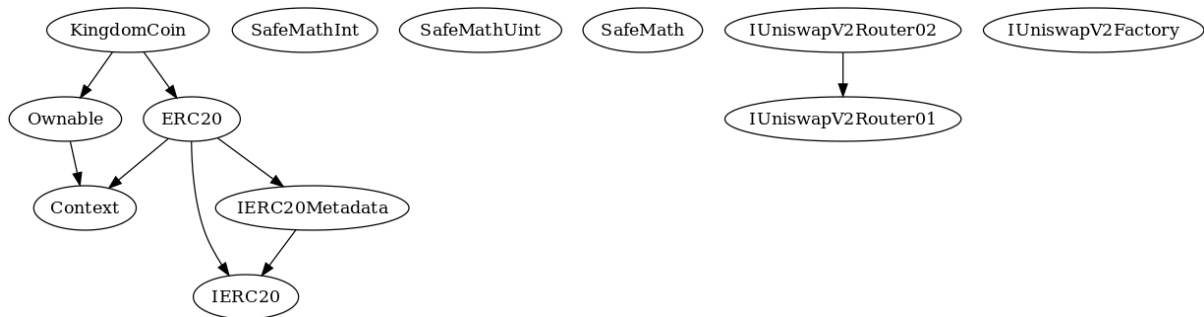 KingdomCoin
SafeMathInt
SafeMathUint
SafeMath
IUniswapV2Router02
IUniswapV2Factory
Ownable
ERC20
IUniswapV2Router01
Context
IERC20Metadata
IERC20